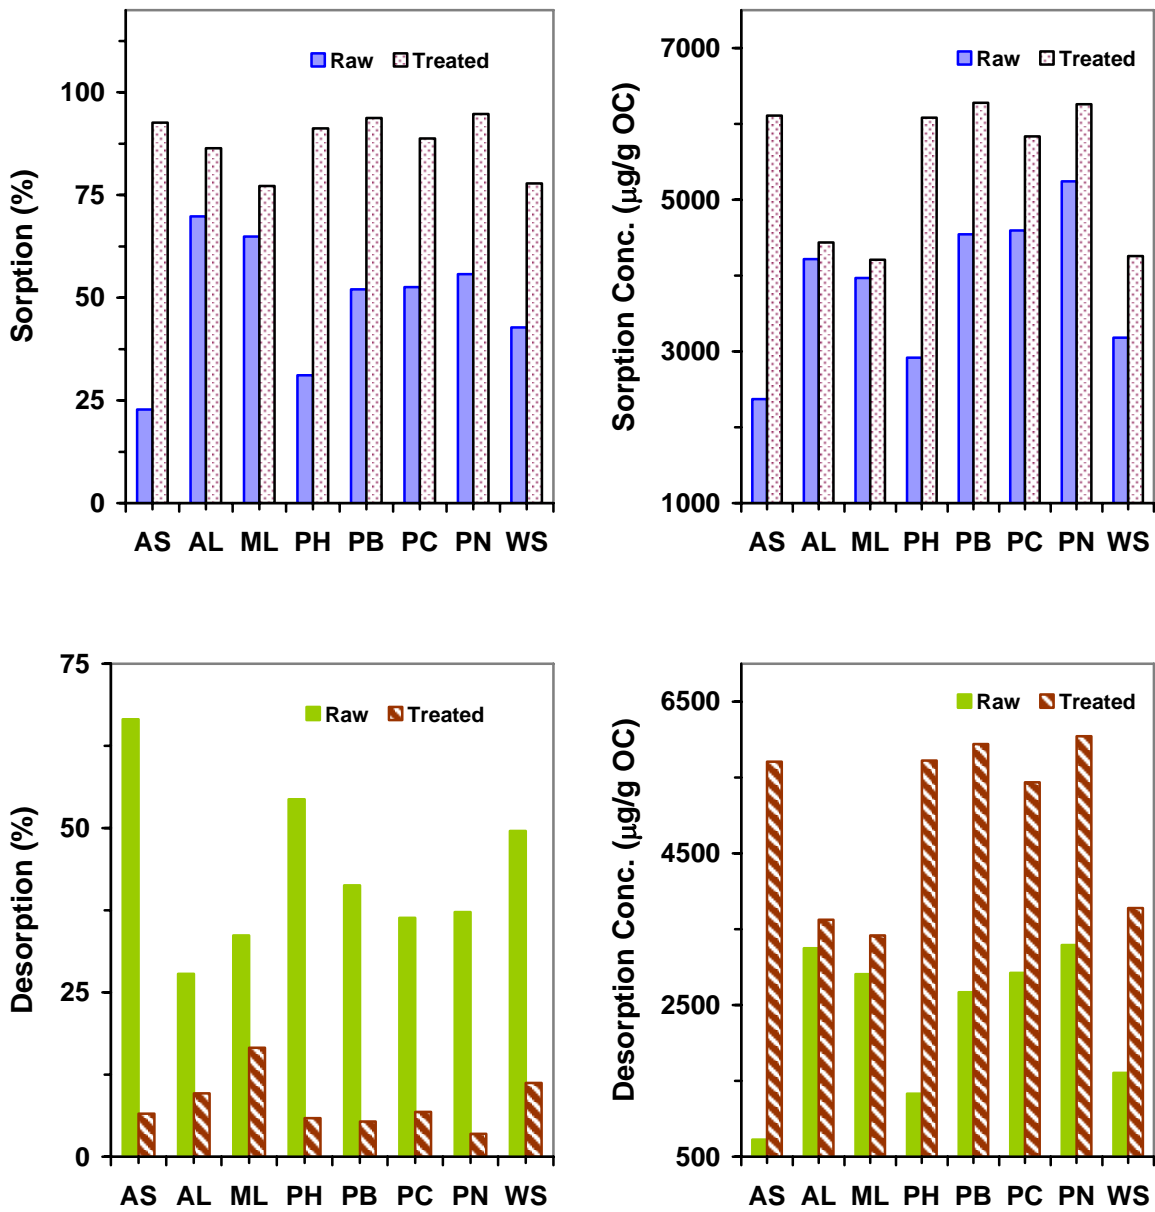 Sorption (%)
Raw Treated
100
75
50
25
0
AS AL ML PH PB PC PN WS
Sorption Conc. (μg/g OC)
Raw Treated
7000
5000
3000
1000
AS AL ML PH PB PC PN WS
Desorption (%)
75
Raw Treated
50
25
0
AS AL ML PH PB PC PN WS
Desorption Conc. (μg/g OC)
6500
Raw Treated
4500
2500
500
AS AL ML PH PB PC PN WS